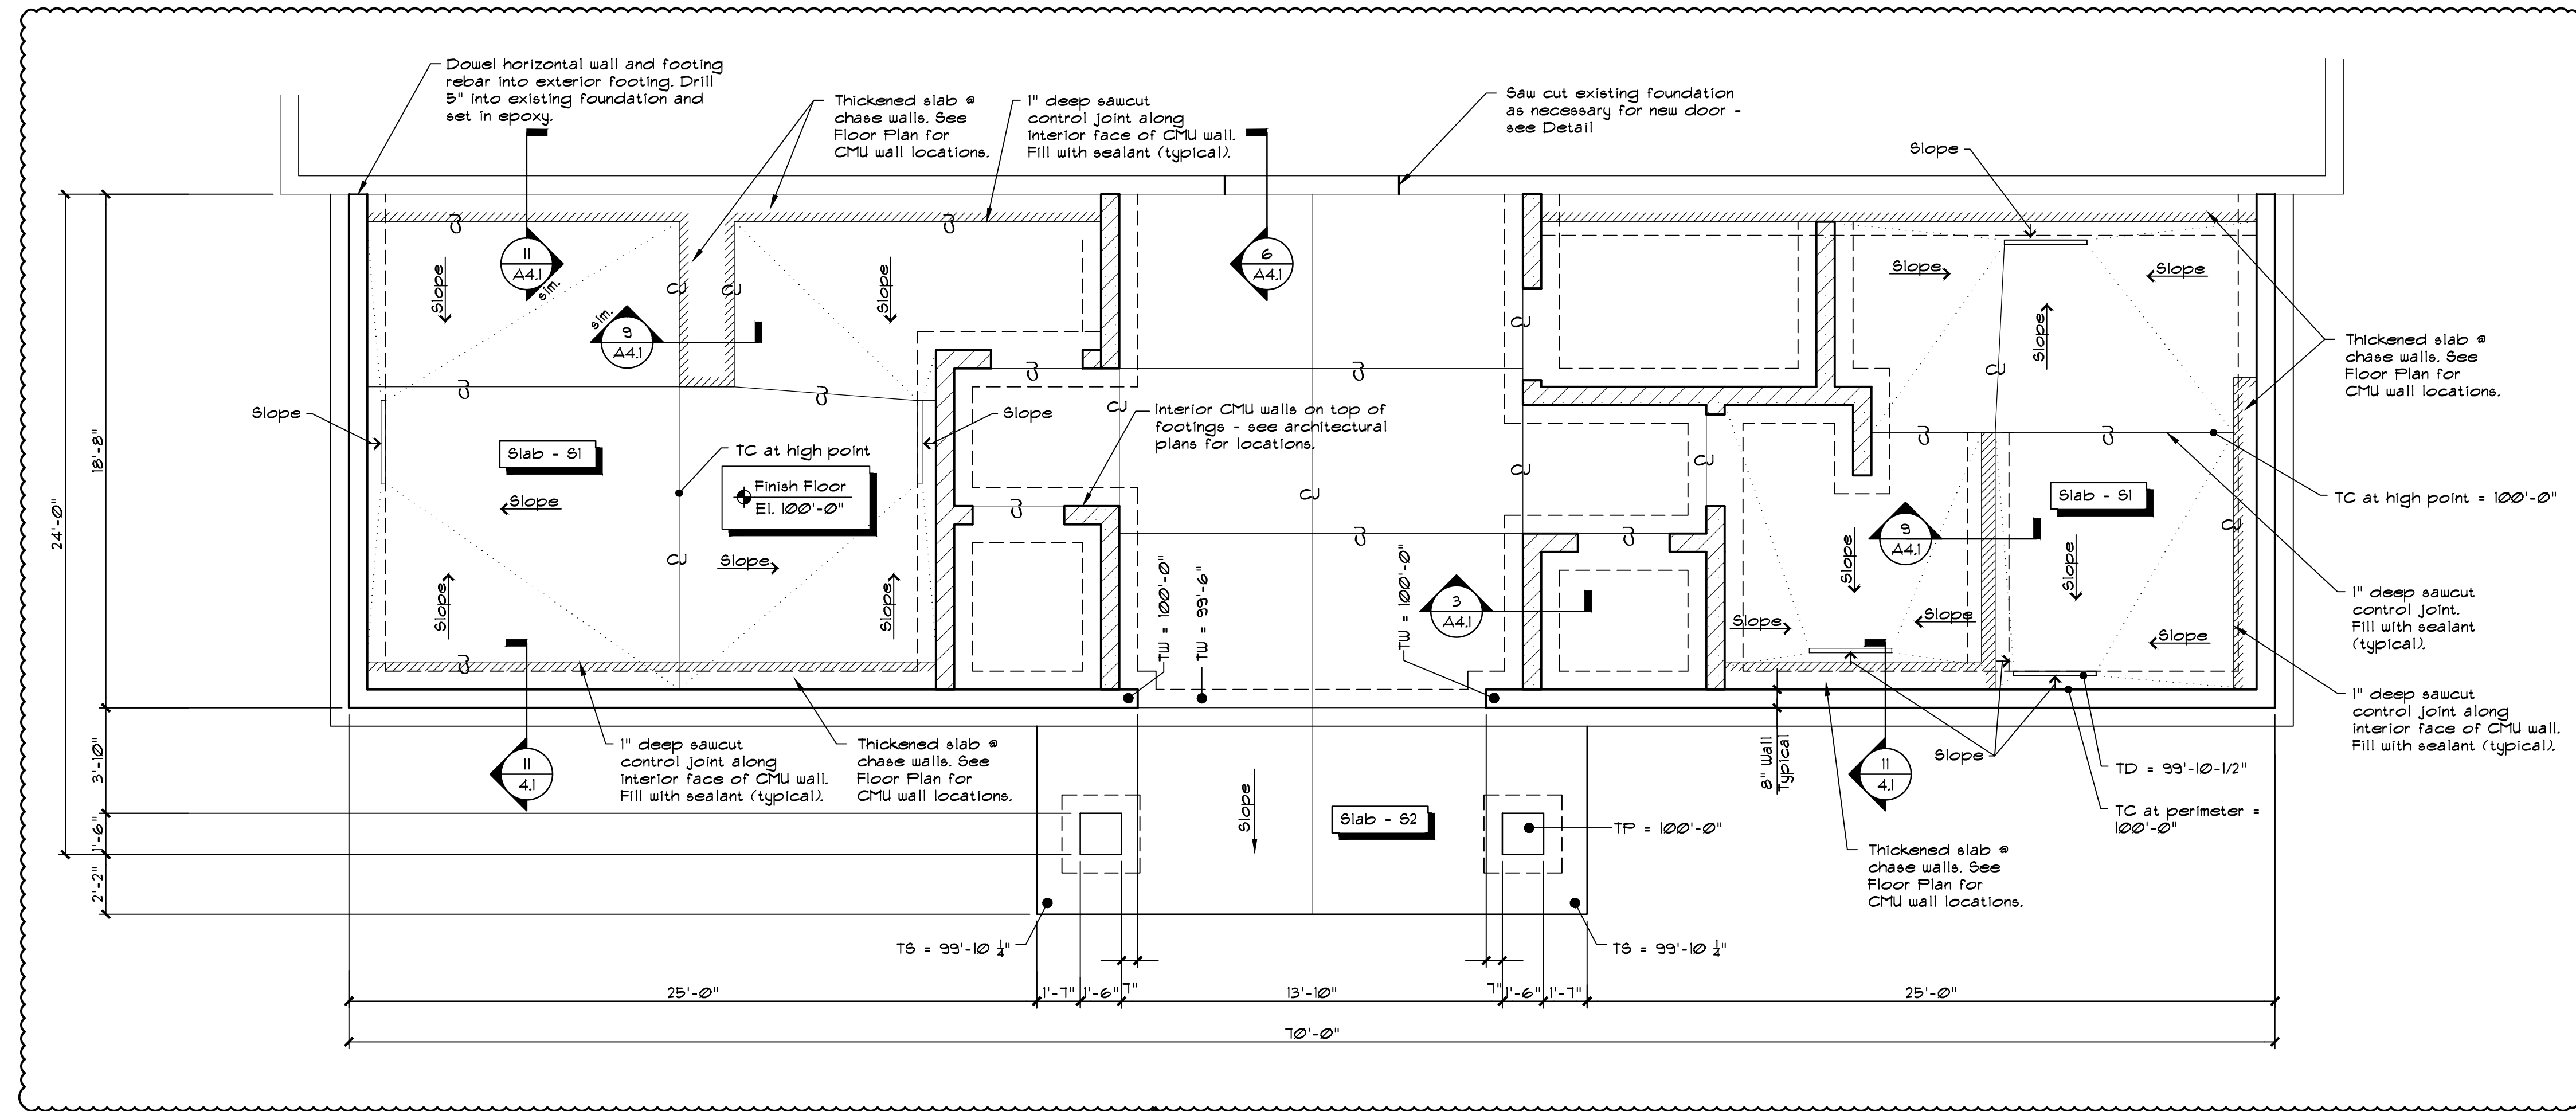 Dowel horizontal wall and footing
rebar into exterior footing. Drill
5" into existing foundation and
set in epoxy.
Thickened slab @
chase walls. See
Floor Plan for
CMU wall locations.
1" deep sawcut
control joint along
interior face of CMU wall.
Fill with sealant (typical).
Saw cut existing foundation
as necessary for new door -
see Detail
Slope
11
A4.1
sim.
6
A4.1
sim.
9
A4.1
Slope
Slope
Slope
Slope
Slope
Thickened slab @
chase walls. See
Floor Plan for
CMU wall locations.
Slope
Slope
Interior CMU walls on top of
footings - see architectural
plans for locations.
Slab - S1
TC at high point
Finish Floor
El. 100'-0"
Slope
Slope
Slope
Slope
Slab - S1
TC at high point = 100'-0"
9
A4.1
3
A4.1
TW = 100'-0"
TW = 99'-6"
TW = 100'-0"
Slope
Slope
Slope
Slope
Slope
1" deep sawcut
control joint.
Fill with sealant
(typical).
1" deep sawcut
control joint along
interior face of CMU wall.
Fill with sealant (typical).
11
4.1
1" deep sawcut
control joint along
interior face of CMU wall.
Fill with sealant (typical).
Thickened slab @
chase walls. See
Floor Plan for
CMU wall locations.
Slope
Slab - S2
TP = 100'-0"
8" Wall
Typical
11
4.1
Slope
TD = 99'-10-1/2"
TC at perimeter =
100'-0"
Thickened slab @
chase walls. See
Floor Plan for
CMU wall locations.
TS = 99'-10 1/4"
TS = 99'-10 1/4"
24'-0"
18'-8"
3'-10"
1'-6"
2'-2"
25'-0"
1'-7"
1'-6"
7"
13'-10"
7"
1'-6"
1'-7"
25'-0"
70'-0"